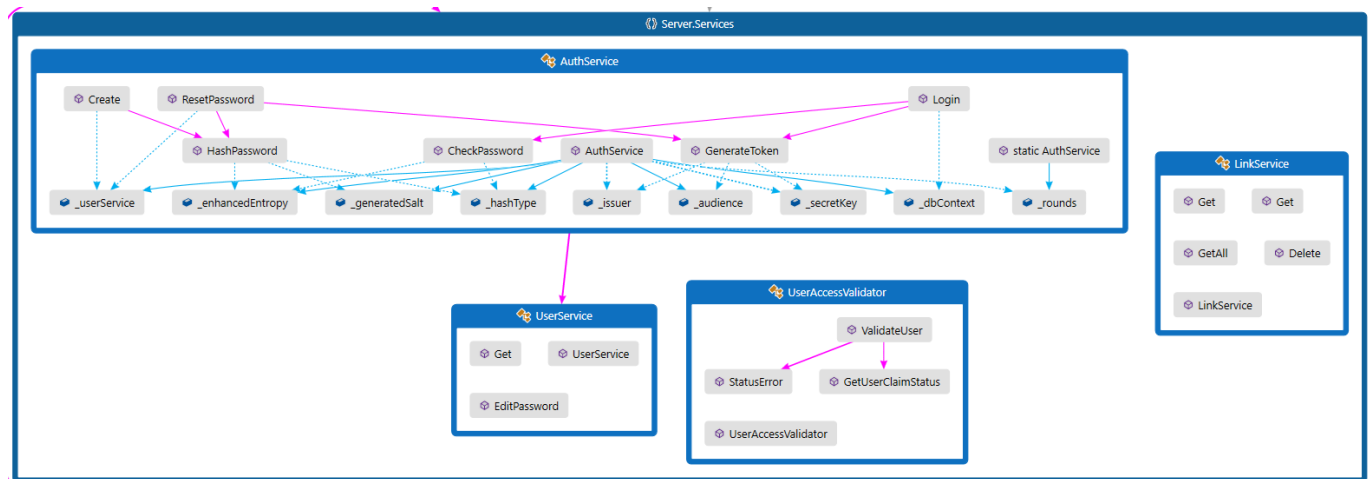 Server.Services
AuthService
Create
ResetPassword
Login
HashPassword
CheckPassword
AuthService
GenerateToken
static AuthService
_userService
_enhancedEntropy
_generatedSalt
_hashType
_issuer
_audience
_secretKey
_dbContext
_rounds
LinkService
Get
Get
GetAll
Delete
LinkService
UserService
Get
UserService
EditPassword
UserAccessValidator
ValidateUser
StatusError
GetUserClaimStatus
UserAccessValidator